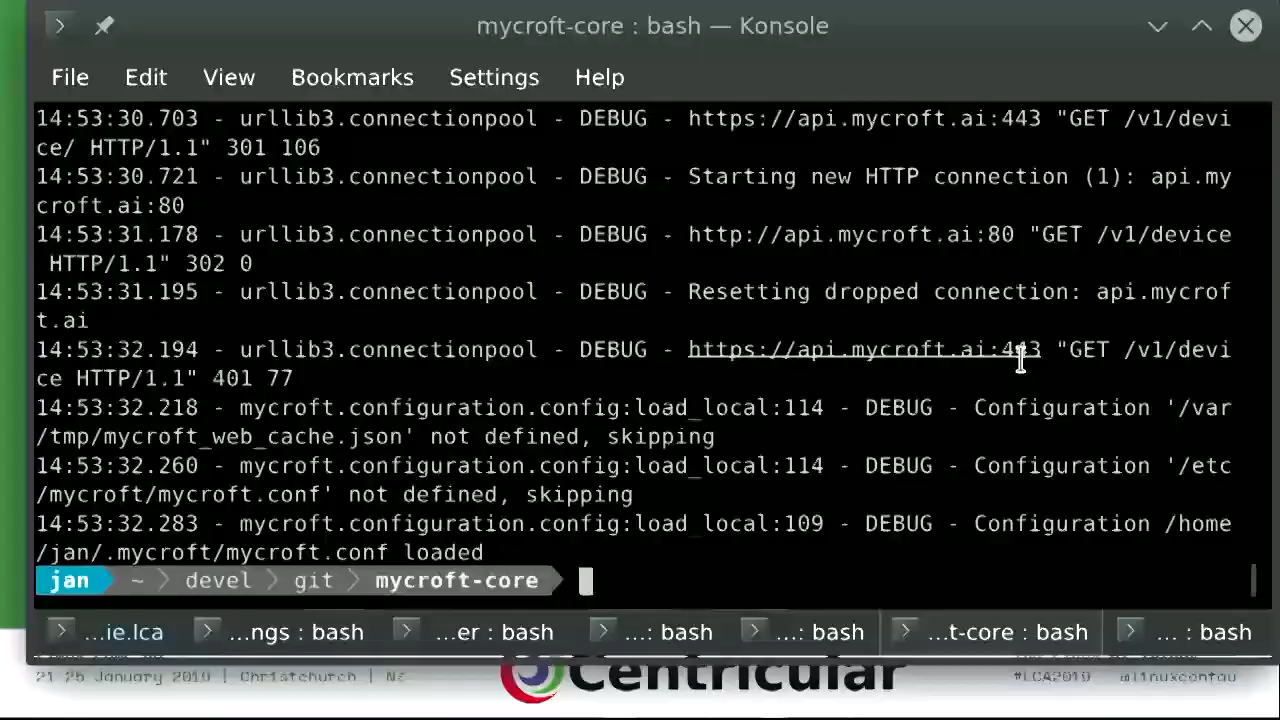 mycroft-core : bash — Konsole
File Edit View Bookmarks Settings Help
14:53:30.703 - urllib3.connectionpool - DEBUG - https://api.mycroft.ai:443 "GET /v1/devi
ce/ HTTP/1.1" 301 106
14:53:30.721 - urllib3.connectionpool - DEBUG - Starting new HTTP connection (1): api.my
croft.ai:80
14:53:31.178 - urllib3.connectionpool - DEBUG - http://api.mycroft.ai:80 "GET /v1/device
 HTTP/1.1" 302 0
14:53:31.195 - urllib3.connectionpool - DEBUG - Resetting dropped connection: api.mycrof
t.ai
14:53:32.194 - urllib3.connectionpool - DEBUG - https://api.mycroft.ai:443 "GET /v1/devi
ce HTTP/1.1" 401 77
14:53:32.218 - mycroft.configuration.config:load_local:114 - DEBUG - Configuration '/var
/tmp/mycroft_web_cache.json' not defined, skipping
14:53:32.260 - mycroft.configuration.config:load_local:114 - DEBUG - Configuration '/etc
/mycroft/mycroft.conf' not defined, skipping
14:53:32.283 - mycroft.configuration.config:load_local:109 - DEBUG - Configuration /home
/jan/.mycroft/mycroft.conf loaded
jan ~ devel git mycroft-core
...ie.lca ...ngs : bash ...er : bash ...: bash ...: bash ...t-core : bash ... : bash
21 25 January 2019 | Christchurch | NZ Centricular #LCA2019 @linuxconfau